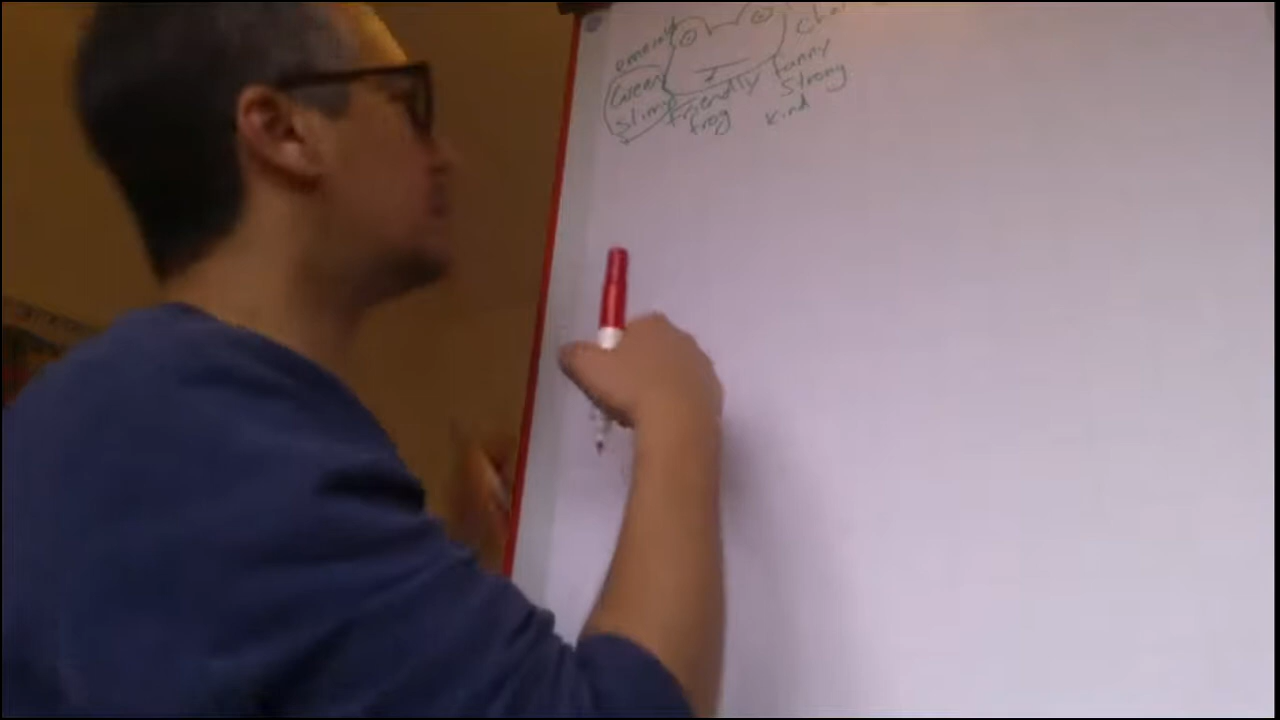 emerald
Green
slimy
friendly
frog
funny
strong
kind